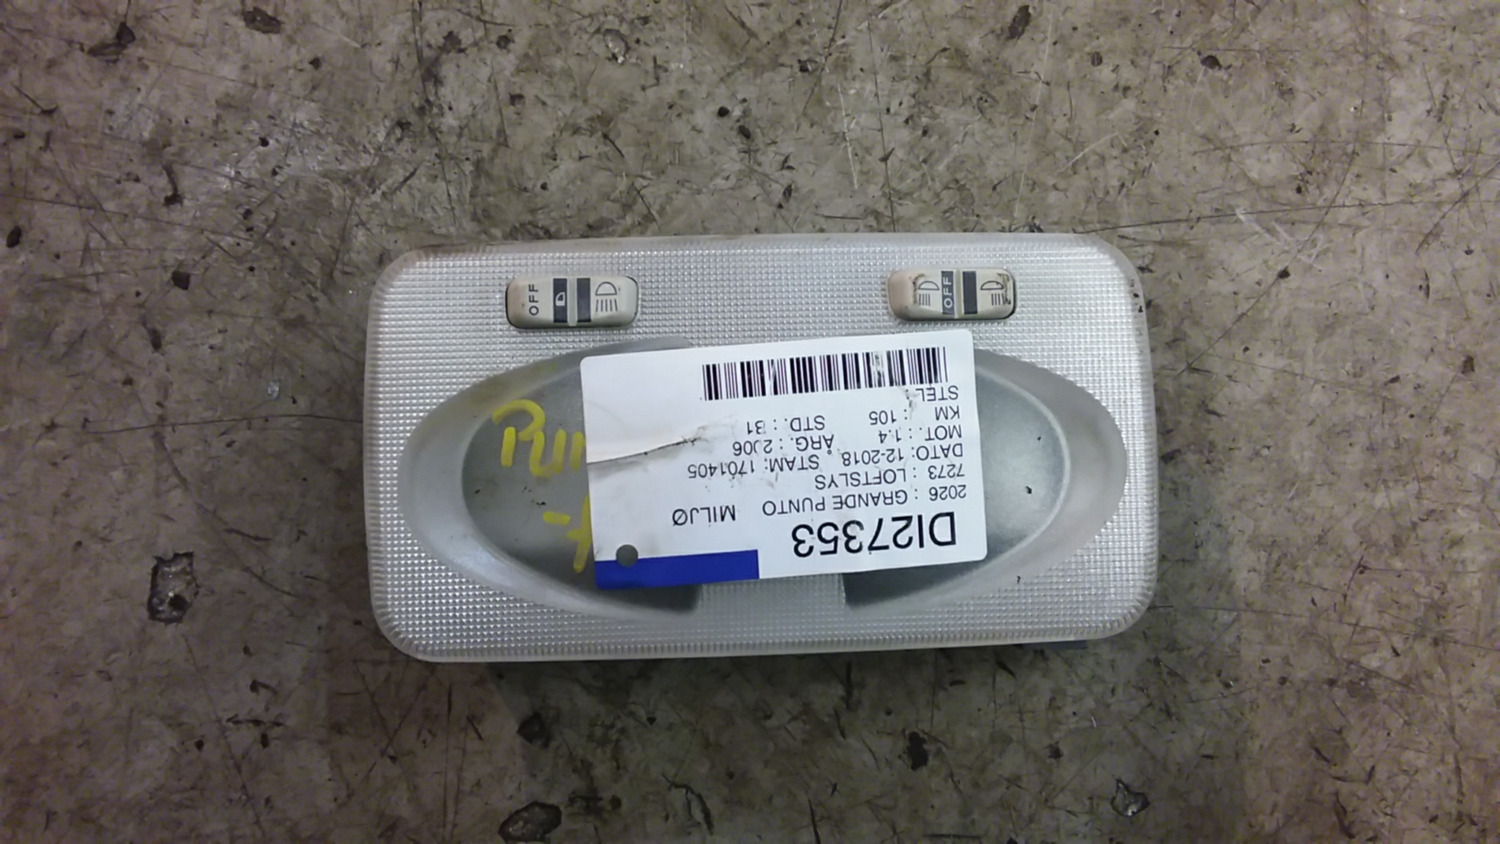 OFF
OFF
DI27353
2026 : GRANDE PUNTO MILJØ
7273 : LOFTSLYS
DATO: 12-2018 STAM: 1701405
MOT. : 1.4 ARG. : 2006
KM : 105 STD. : B1
STEL :